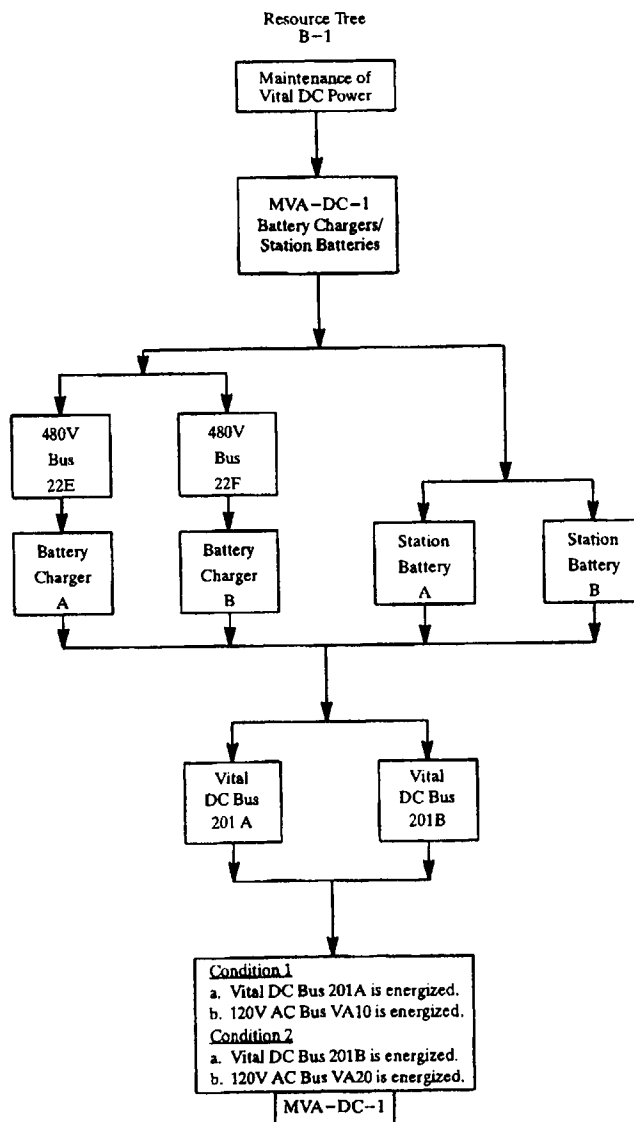 Resource Tree
B-1
Maintenance of
Vital DC Power
MVA-DC-1
Battery Chargers/
Station Batteries
480V
Bus
22E
480V
Bus
22F
Battery
Charger
A
Battery
Charger
B
Station
Battery
A
Station
Battery
B
Vital
DC Bus
201 A
Vital
DC Bus
201B
Condition 1
a. Vital DC Bus 201A is energized.
b. 120V AC Bus VA10 is energized.
Condition 2
a. Vital DC Bus 201B is energized.
b. 120V AC Bus VA20 is energized.
MVA-DC-1